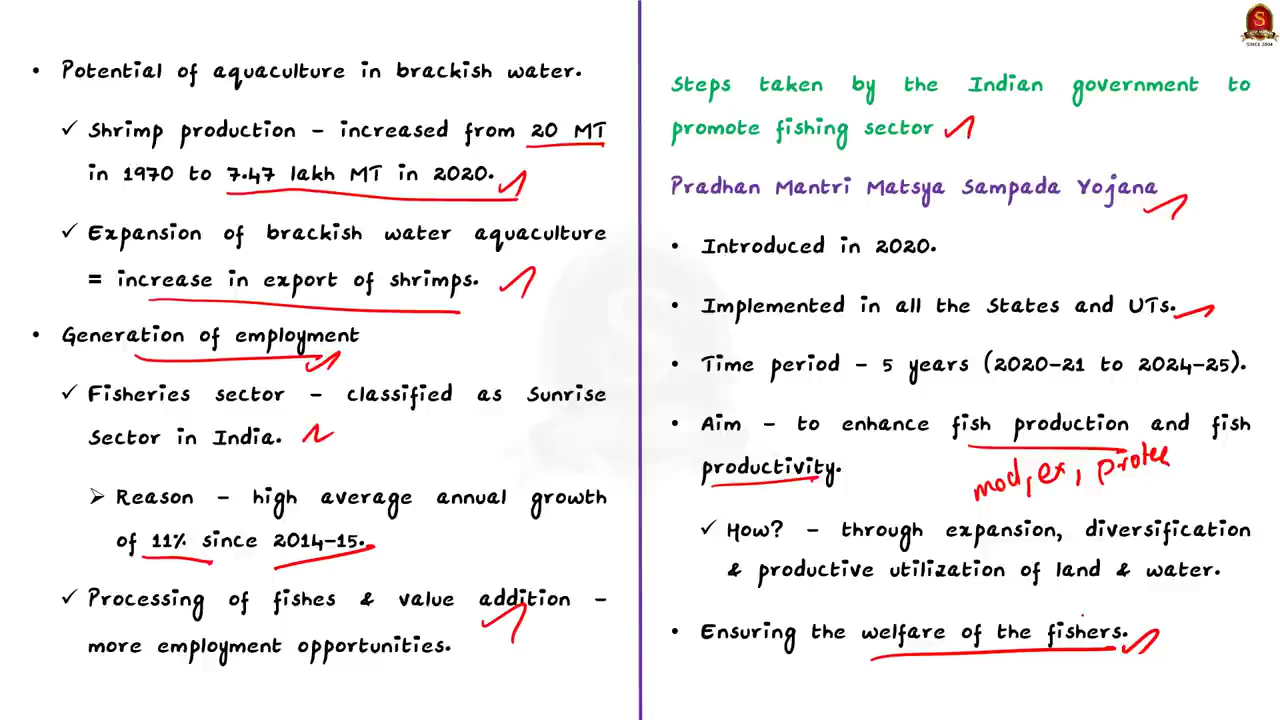 • Potential of aquaculture in brackish water.
✓ Shrimp production - increased from 20 MT
in 1970 to 7.47 lakh MT in 2020.
✓ Expansion of brackish water aquaculture
= increase in export of shrimps.
• Generation of employment
✓ Fisheries sector - classified as Sunrise
Sector in India.
➢ Reason - high average annual growth
of 11% since 2014-15.
✓ Processing of fishes & value addition -
more employment opportunities.
S
SINCE 2004
Steps taken by the Indian government to
promote fishing sector
Pradhan Mantri Matsya Sampada Yojana
• Introduced in 2020.
• Implemented in all the States and UTs.
• Time period - 5 years (2020-21 to 2024-25).
• Aim - to enhance fish production and fish
productivity.
mod, ex, protec
✓ How? - through expansion, diversification
& productive utilization of land & water.
• Ensuring the welfare of the fishers.